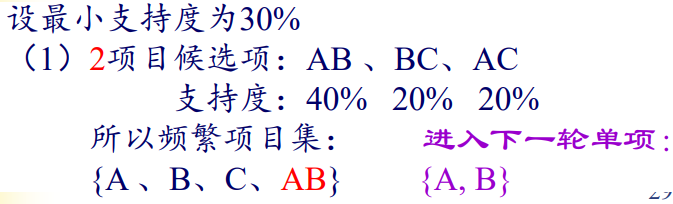 设最小支持度为30%
（1）2项目候选项：AB 、BC、AC
支持度：40% 20% 20%
所以频繁项目集： 进入下一轮单项：
{A 、B、C、AB} {A, B}